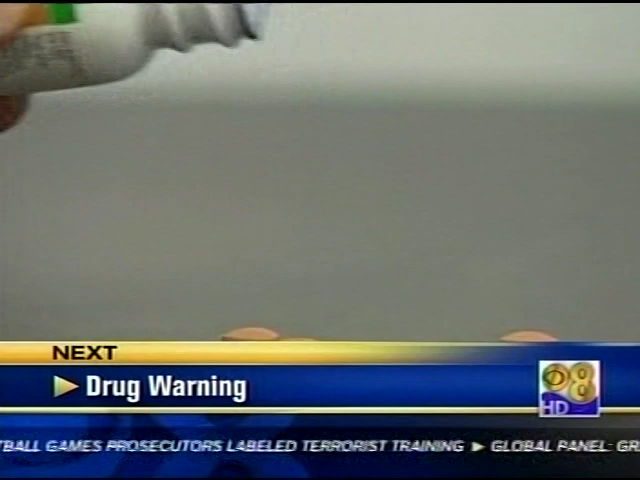 NEXT
Drug Warning
8
HD
TBALL GAMES PROSECUTORS LABELED TERRORIST TRAINING ► GLOBAL PANEL: GR